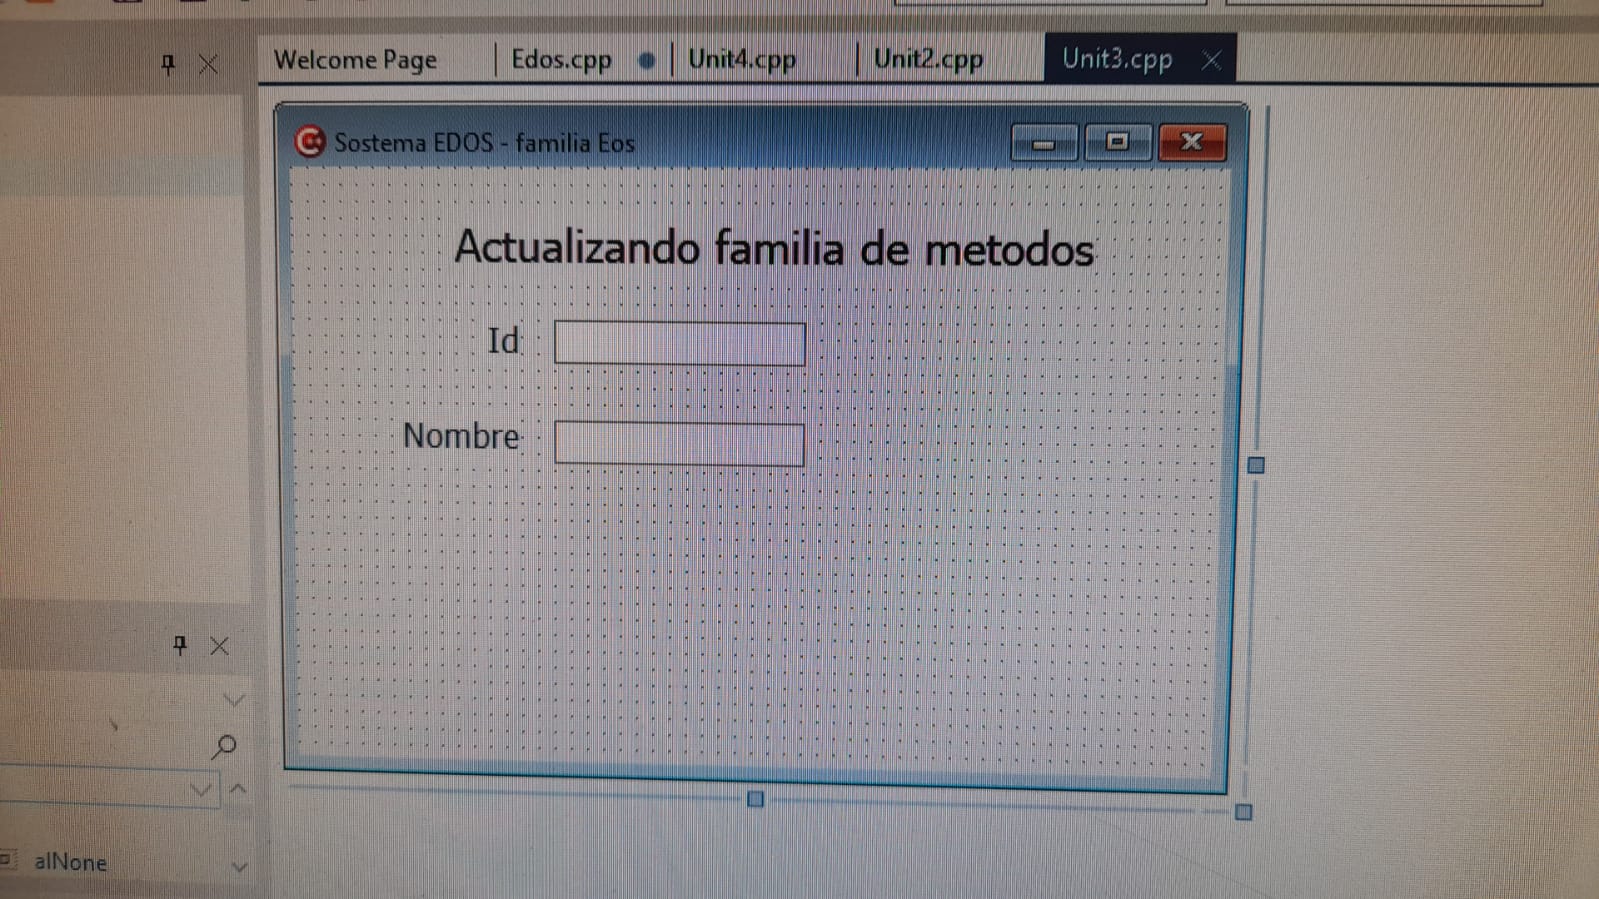 Welcome Page
Edos.cpp
Unit4.cpp
Unit2.cpp
Unit3.cpp
Sostema EDOS - familia Eos
Actualizando familia de metodos
Id
Nombre
alNone